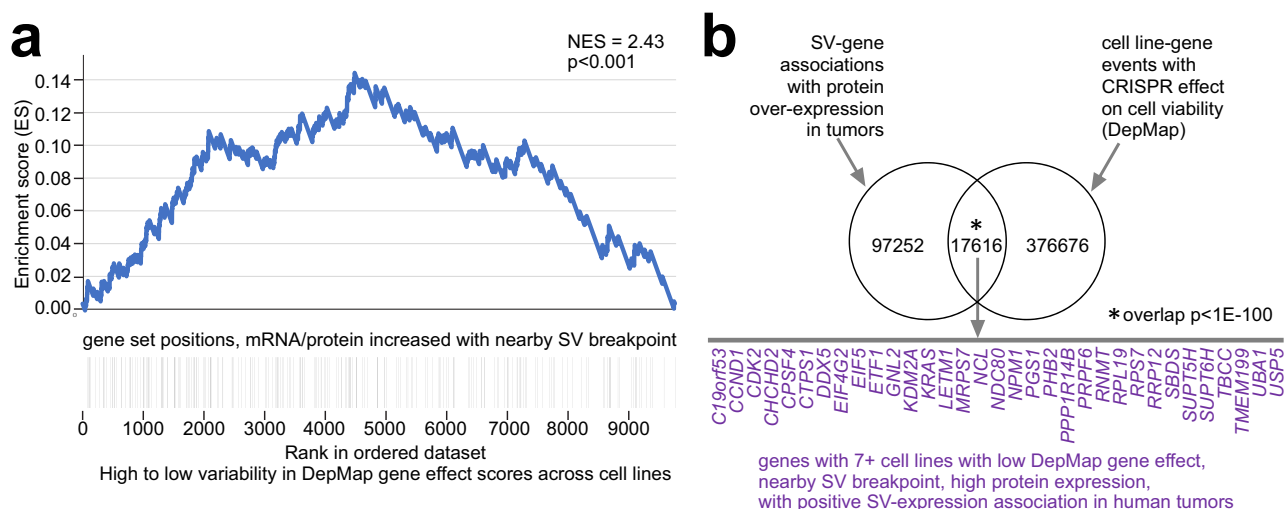 a
NES = 2.43
p<0.001
Enrichment score (ES)
0.14
0.12
0.10
0.08
0.06
0.04
0.02
0.00
gene set positions, mRNA/protein increased with nearby SV breakpoint
0 1000 2000 3000 4000 5000 6000 7000 8000 9000
Rank in ordered dataset
High to low variability in DepMap gene effect scores across cell lines
b
SV-gene
associations
with protein
over-expression
in tumors
cell line-gene
events with
CRISPR effect
on cell viability
(DepMap)
*
97252 17616 376676
*overlap p<1E-100
C19orf53
CCND1
CDK2
CHCHD2
CPSF4
CTPS1
DDX5
EIF4G2
EIF5
ETF1
GNL2
KDM2A
KRAS
LETM1
MRPS7
NCL
NDC80
NPM1
PGS1
PHB2
PPP1R14B
PRPF6
RNMT
RPL19
RPS7
RRP12
SBDS
SUPT5H
SUPT6H
TBCC
TMEM199
UBA1
USP5
genes with 7+ cell lines with low DepMap gene effect,
nearby SV breakpoint, high protein expression,
with positive SV-expression association in human tumors